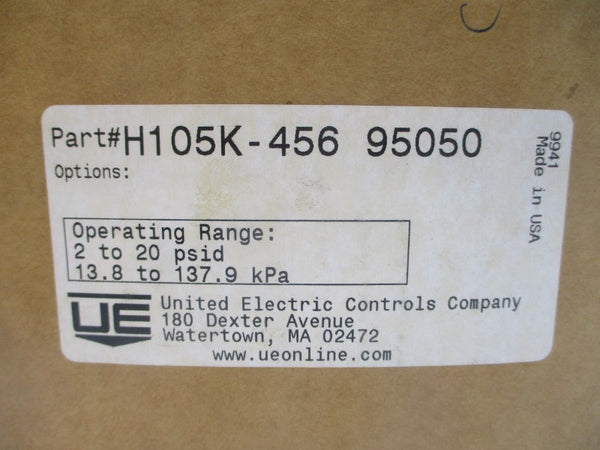 Part#H105K-456 95050
Options:
9941
Made in USA
Operating Range:
2 to 20 psid
13.8 to 137.9 kPa
UE
United Electric Controls Company
180 Dexter Avenue
Watertown, MA 02472
www.ueonline.com